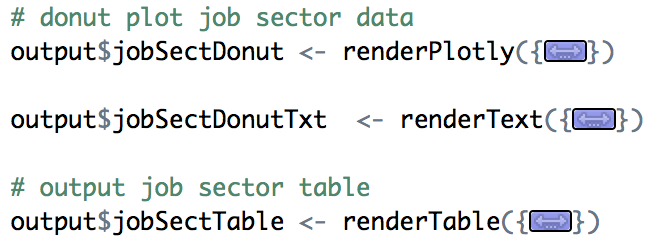 # donut plot job sector data
output$jobSectDonut <- renderPlotly({})
output$jobSectDonutTxt  <- renderText({})
# output job sector table
output$jobSectTable <- renderTable({})